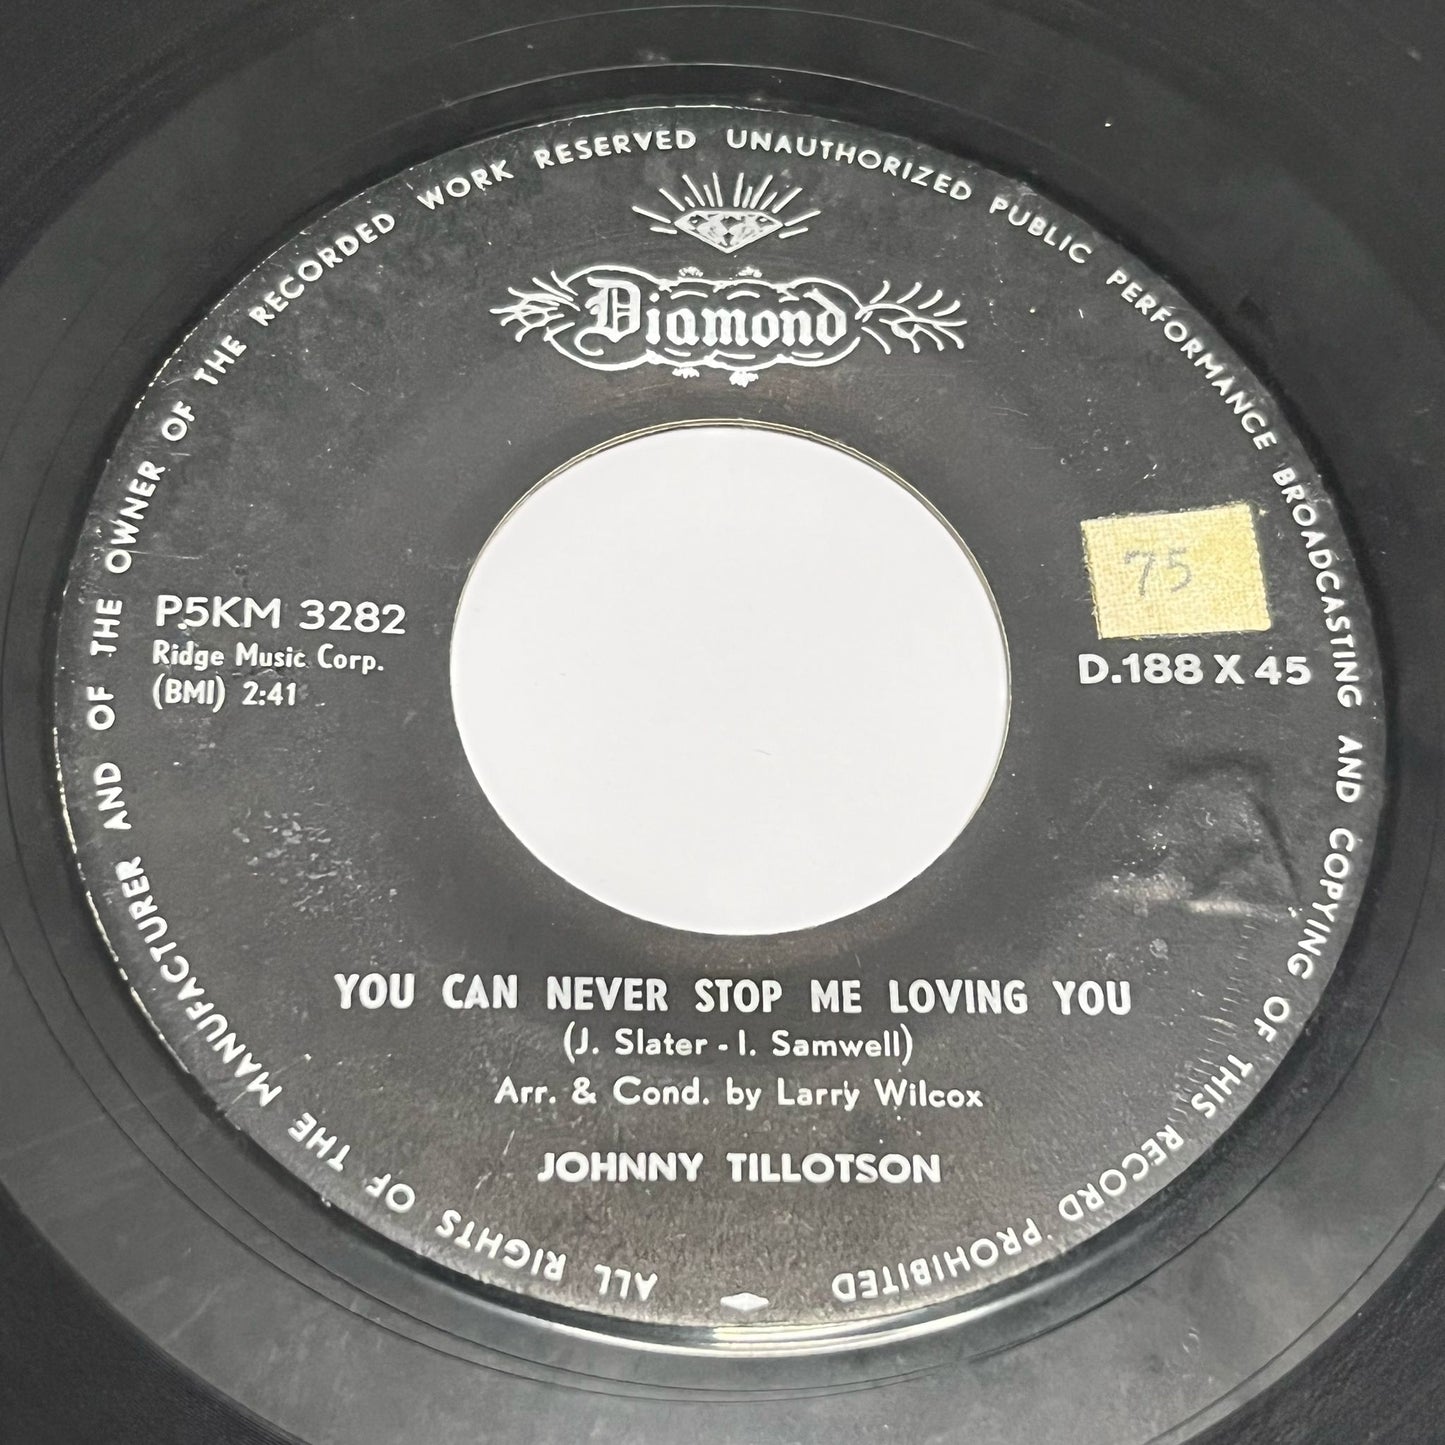 ALL RIGHTS OF THE MANUFACTURER AND OF THE OWNER OF THE RECORDED WORK RESERVED UNAUTHORIZED PUBLIC PERFORMANCE BROADCASTING AND COPYING OF THIS RECORD PROHIBITED
Diamond
75
P5KM 3282
Ridge Music Corp.
(BMI) 2:41
D.188 X 45
YOU CAN NEVER STOP ME LOVING YOU
(J. Slater - I. Samwell)
Arr. & Cond. by Larry Wilcox
JOHNNY TILLOTSON